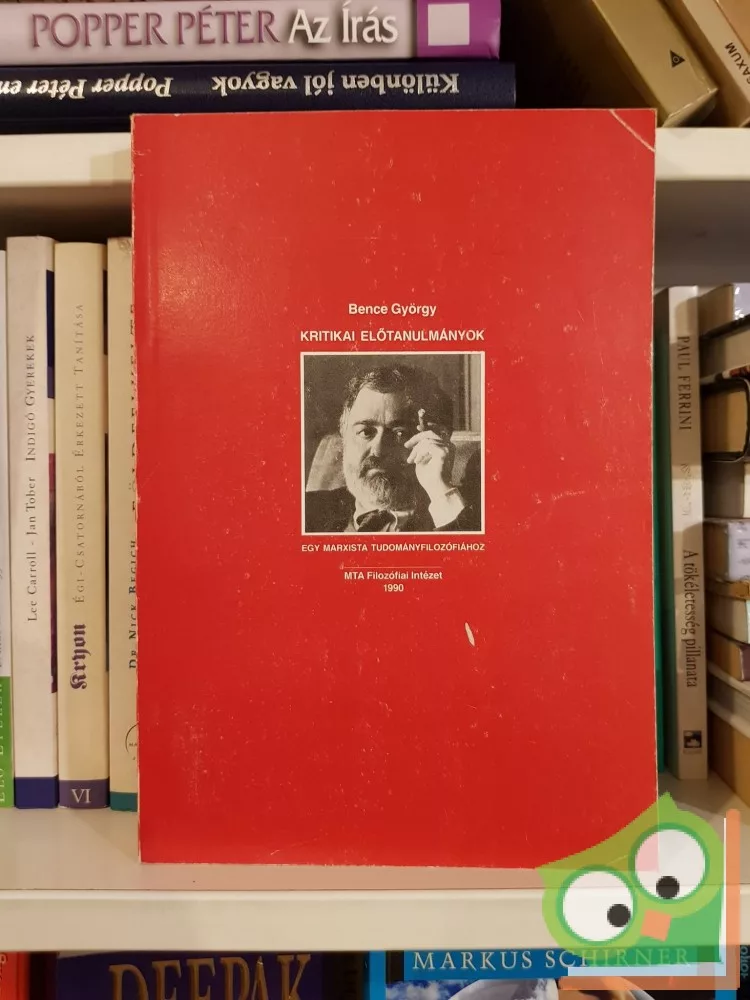 POPPER PÉTER Az Írás
Különben jól vagyok Popper Péter
Bence György
KRITIKAI ELŐTANULMÁNYOK
EGY MARXISTA TUDOMÁNYFILOZÓFIÁHOZ
MTA Filozófiai Intézet
1990
Lee Carroll - Jan Tober INDIGÓ GYEREKEK
Kryon ÉGI-CSATORNÁBÓL ÉRKEZETT TANÍTÁSA
VI
DR NICK BEGICH
PAUL FERRINI
A tökéletesség pillanata
DEEPAK
MARKUS SCHIRNER